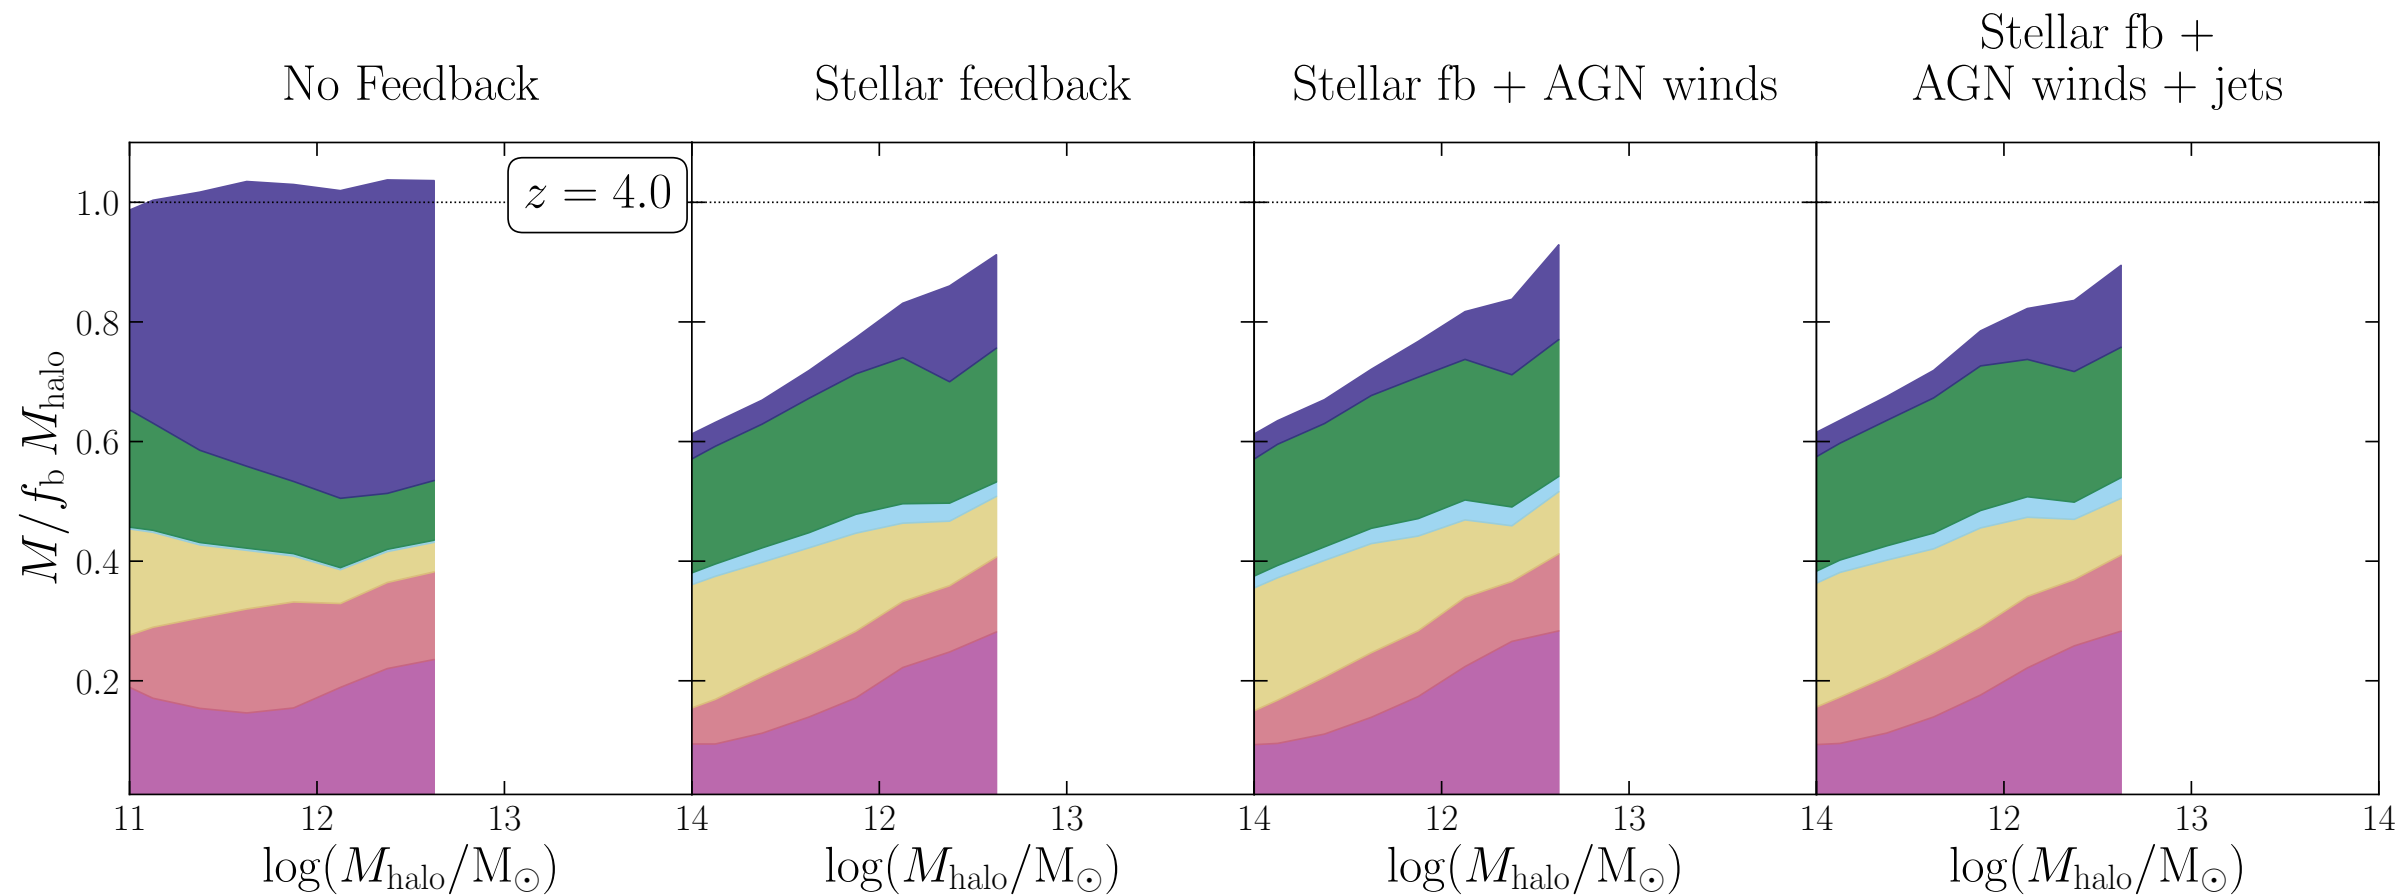 Stellar fb +
No Feedback Stellar feedback Stellar fb + AGN winds AGN winds + jets
z = 4.0
1.0
0.8
0.6
0.4
0.2
M / f_b M_halo
11 12 13 14 12 13 14 12 13 14 12 13 14
log(M_halo/M_⊙) log(M_halo/M_⊙) log(M_halo/M_⊙) log(M_halo/M_⊙)